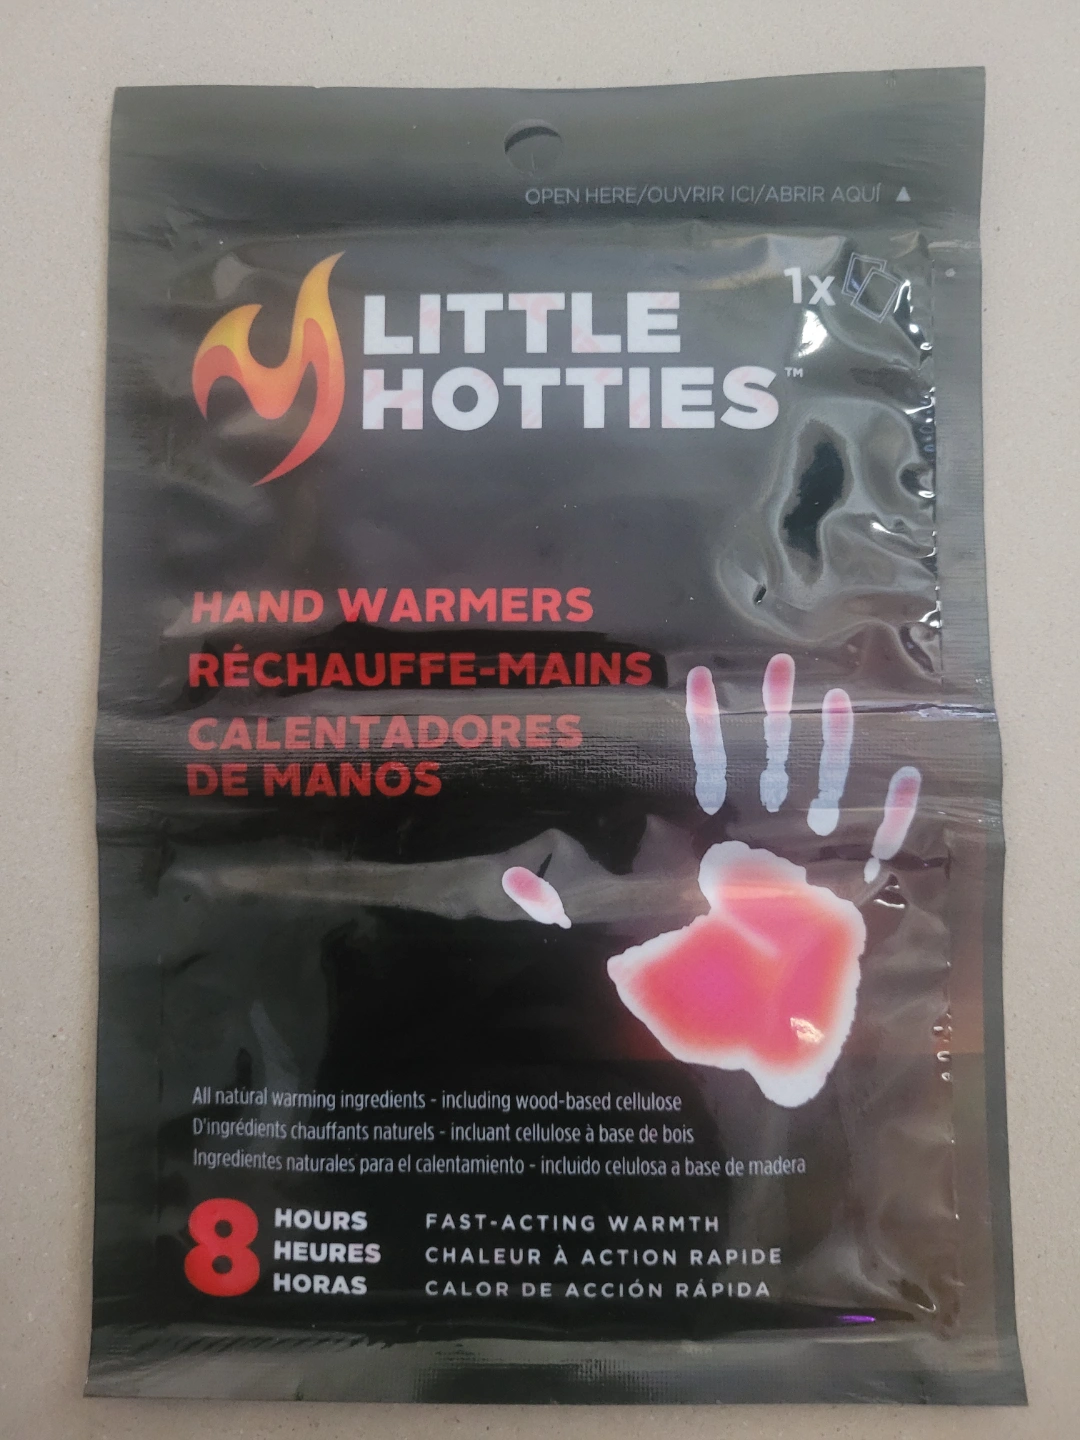 OPEN HERE/OUVRIR ICI/ABRIR AQUÍ ▲
1x
LITTLE
HOTTIES™
HAND WARMERS
RÉCHAUFFE-MAINS
CALENTADORES
DE MANOS
All natural warming ingredients - including wood-based cellulose
D'ingrédients chauffants naturels - incluant cellulose à base de bois
Ingredientes naturales para el calentamiento - incluido celulosa a base de madera
8 HOURS
HEURES
HORAS
FAST-ACTING WARMTH
CHALEUR À ACTION RAPIDE
CALOR DE ACCIÓN RÁPIDA